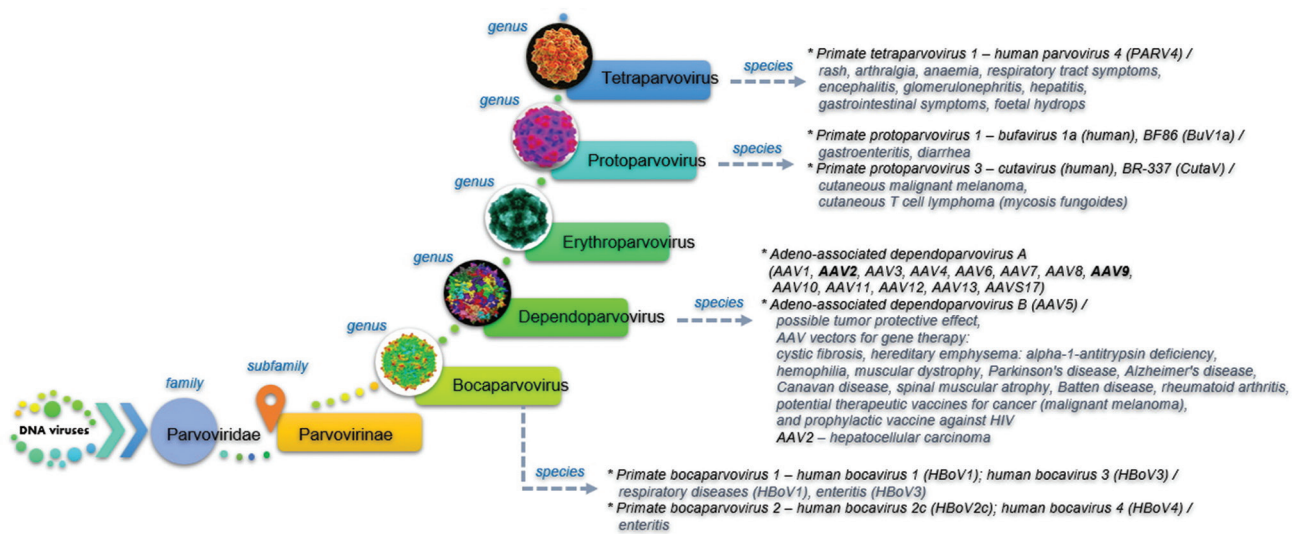 genus
Tetraparvovirus
species
* Primate tetraparvovirus 1 – human parvovirus 4 (PARV4) /
rash, arthralgia, anaemia, respiratory tract symptoms,
encephalitis, glomerulonephritis, hepatitis,
gastrointestinal symptoms, foetal hydrops
genus
Protoparvovirus
species
* Primate protoparvovirus 1 – bufavirus 1a (human), BF86 (BuV1a) /
gastroenteritis, diarrhea
* Primate protoparvovirus 3 – cutavirus (human), BR-337 (CutaV) /
cutaneous malignant melanoma,
cutaneous T cell lymphoma (mycosis fungoides)
genus
Erythroparvovirus
genus
Dependoparvovirus
species
* Adeno-associated dependoparvovirus A
(AAV1, AAV2, AAV3, AAV4, AAV6, AAV7, AAV8, AAV9,
AAV10, AAV11, AAV12, AAV13, AAVS17)
* Adeno-associated dependoparvovirus B (AAV5) /
possible tumor protective effect,
AAV vectors for gene therapy:
cystic fibrosis, hereditary emphysema: alpha-1-antitrypsin deficiency,
hemophilia, muscular dystrophy, Parkinson's disease, Alzheimer's disease,
Canavan disease, spinal muscular atrophy, Batten disease, rheumatoid arthritis,
potential therapeutic vaccines for cancer (malignant melanoma),
and prophylactic vaccine against HIV
AAV2 – hepatocellular carcinoma
genus
Bocaparvovirus
subfamily
family
DNA viruses
Parvoviridae
Parvovirinae
species
* Primate bocaparvovirus 1 – human bocavirus 1 (HBoV1); human bocavirus 3 (HBoV3) /
respiratory diseases (HBoV1), enteritis (HBoV3)
* Primate bocaparvovirus 2 – human bocavirus 2c (HBoV2c); human bocavirus 4 (HBoV4) /
enteritis